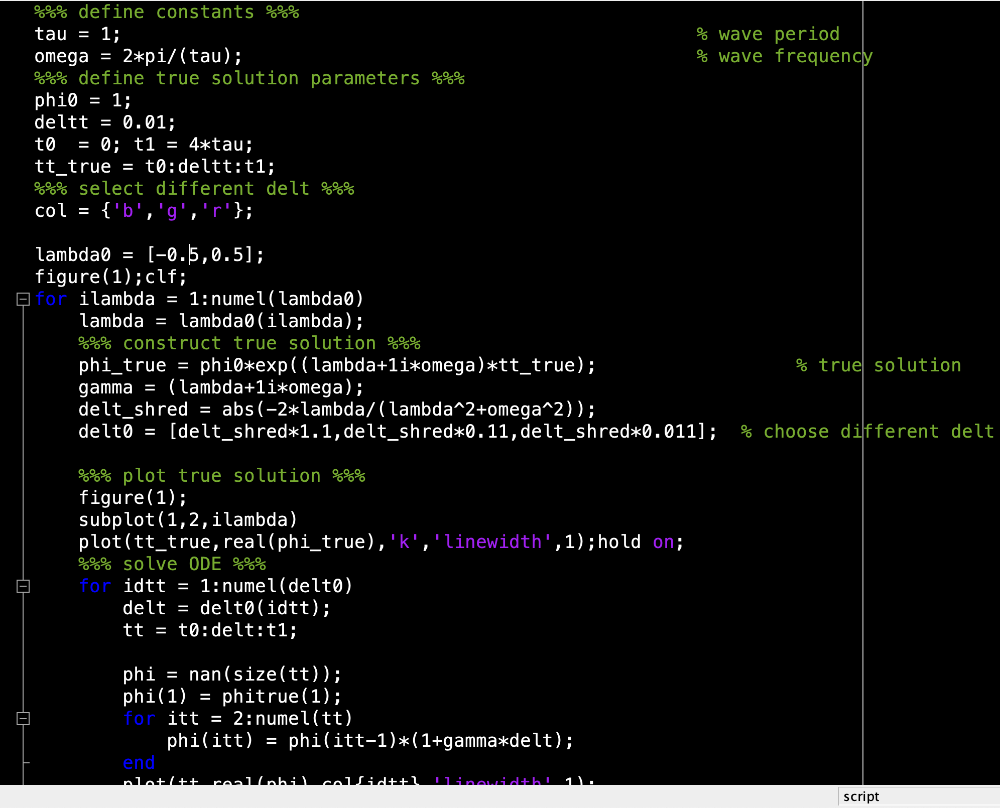 %%% define constants %%%
tau = 1; % wave period
omega = 2*pi/(tau); % wave frequency
%%% define true solution parameters %%%
phi0 = 1;
deltt = 0.01;
t0  = 0; t1 = 4*tau;
tt_true = t0:deltt:t1;
%%% select different delt %%%
col = {'b','g','r'};
lambda0 = [-0.5,0.5];
figure(1);clf;
for ilambda = 1:numel(lambda0)
lambda = lambda0(ilambda);
%%% construct true solution %%%
phi_true = phi0*exp((lambda+1i*omega)*tt_true); % true solution
gamma = (lambda+1i*omega);
delt_shred = abs(-2*lambda/(lambda^2+omega^2));
delt0 = [delt_shred*1.1,delt_shred*0.11,delt_shred*0.011]; % choose different delt
%%% plot true solution %%%
figure(1);
subplot(1,2,ilambda)
plot(tt_true,real(phi_true),'k','linewidth',1);hold on;
%%% solve ODE %%%
for idtt = 1:numel(delt0)
delt = delt0(idtt);
tt = t0:delt:t1;
phi = nan(size(tt));
phi(1) = phitrue(1);
for itt = 2:numel(tt)
phi(itt) = phi(itt-1)*(1+gamma*delt);
end
plot(tt,real(phi),col{idtt},'linewidth',1);
script